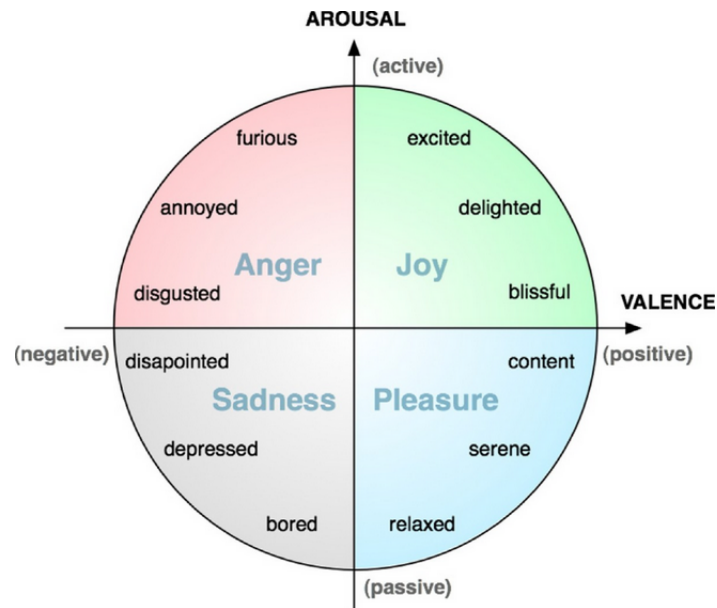 AROUSAL
(active)
furious
excited
annoyed
delighted
Anger
Joy
disgusted
blissful
VALENCE
(negative)
(positive)
disapointed
content
Sadness
Pleasure
depressed
serene
bored
relaxed
(passive)